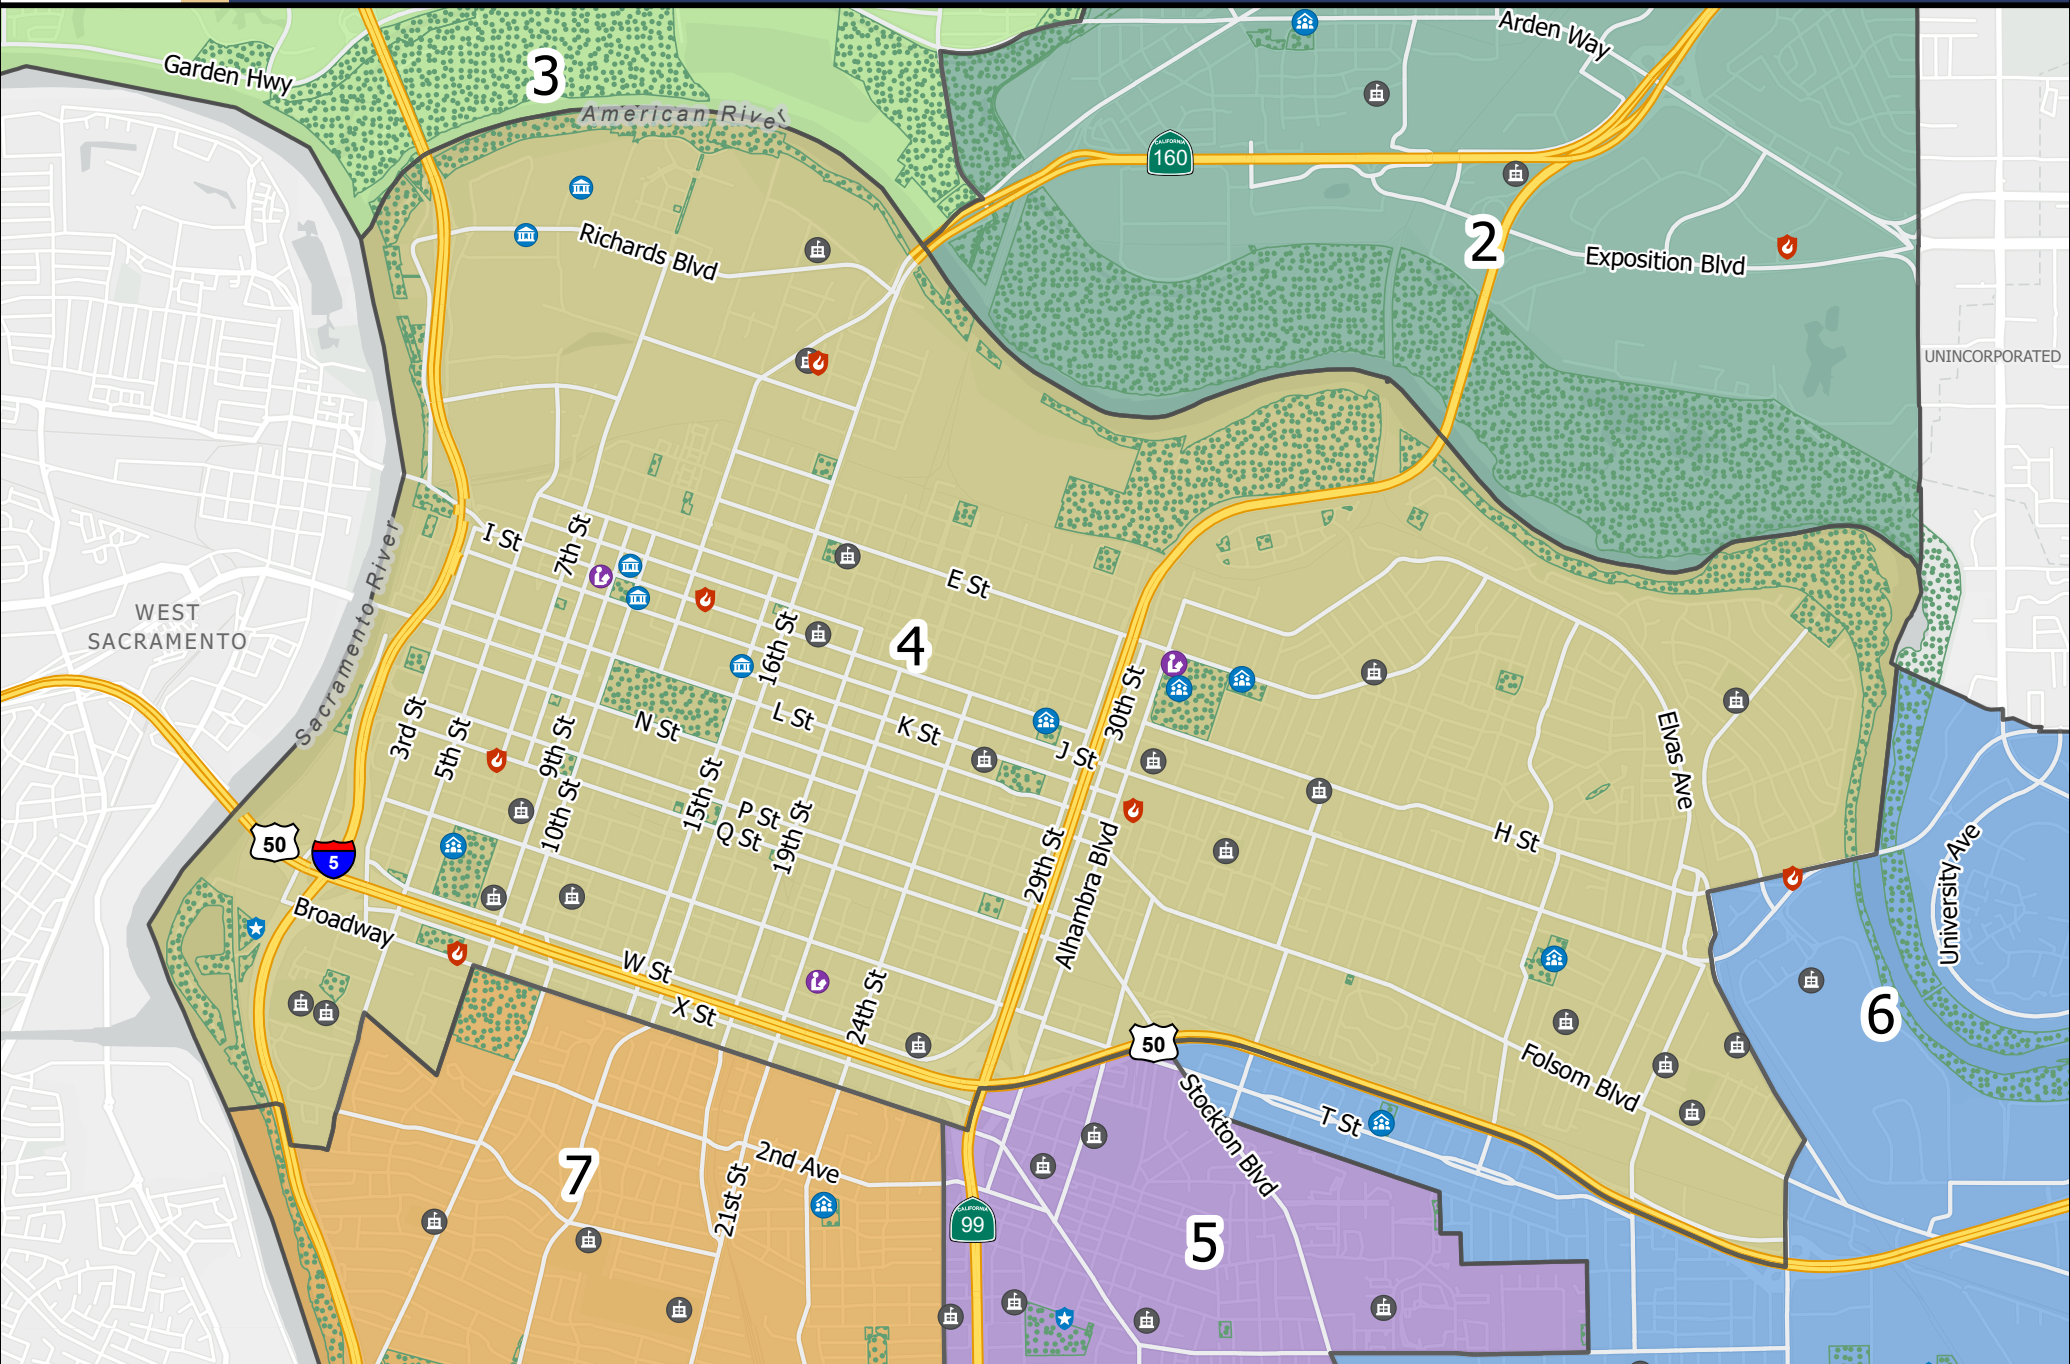 Arden Way
3
Garden Hwy
American River
CALIFORNIA
160
2
Richards Blvd
Exposition Blvd
UNINCORPORATED
I St
7th St
E St
WEST
SACRAMENTO
Sacramento River
4
16th St
30th St
3rd St
5th St
9th St
N St
L St
K St
J St
Elvas Ave
10th St
15th St
P St
Q St
19th St
H St
50
5
29th St
Alhambra Blvd
University Ave
Broadway
W St
X St
24th St
6
50
Folsom Blvd
Stockton Blvd
T St
7
2nd Ave
21st St
CALIFORNIA
99
5